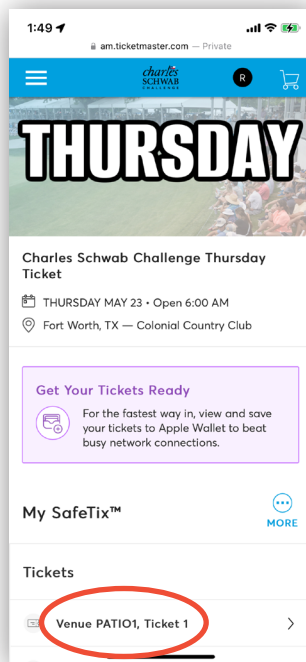 1:49
am.ticketmaster.com — Private
charles
SCHWAB
CHALLENGE
R
THURSDAY
Charles Schwab Challenge Thursday
Ticket
THURSDAY MAY 23 • Open 6:00 AM
Fort Worth, TX — Colonial Country Club
Get Your Tickets Ready
For the fastest way in, view and save
your tickets to Apple Wallet to beat
busy network connections.
My SafeTix™
MORE
Tickets
Venue PATIO1, Ticket 1